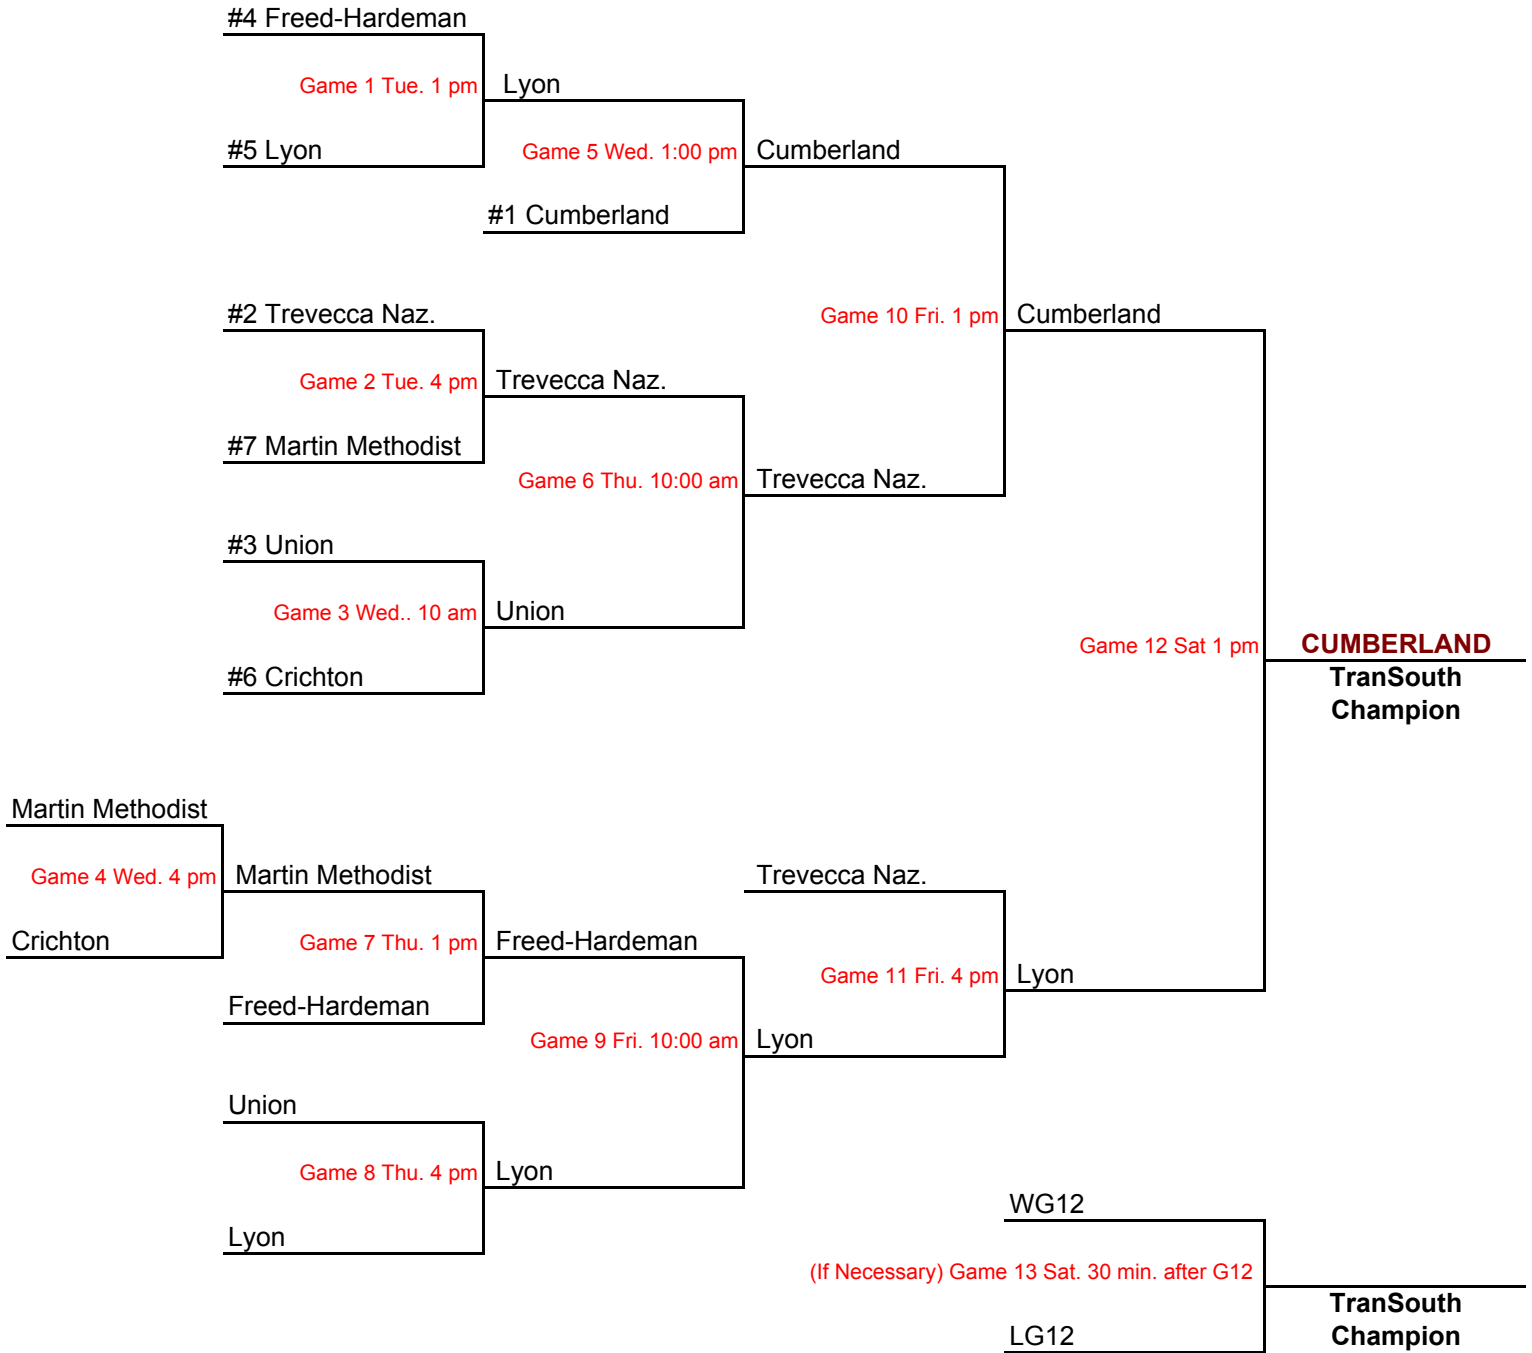 #4 Freed-Hardeman
Game 1 Tue. 1 pm
Lyon
#5 Lyon
Game 5 Wed. 1:00 pm
Cumberland
#1 Cumberland
#2 Trevecca Naz.
Game 10 Fri. 1 pm
Cumberland
Game 2 Tue. 4 pm
Trevecca Naz.
#7 Martin Methodist
Game 6 Thu. 10:00 am
Trevecca Naz.
#3 Union
Game 3 Wed.. 10 am
Union
Game 12 Sat 1 pm
CUMBERLAND
#6 Crichton
TranSouth
Champion
Martin Methodist
Game 4 Wed. 4 pm
Martin Methodist
Trevecca Naz.
Crichton
Game 7 Thu. 1 pm
Freed-Hardeman
Game 11 Fri. 4 pm
Lyon
Freed-Hardeman
Game 9 Fri. 10:00 am
Lyon
Union
Game 8 Thu. 4 pm
Lyon
WG12
Lyon
(If Necessary) Game 13 Sat. 30 min. after G12
TranSouth
LG12
Champion